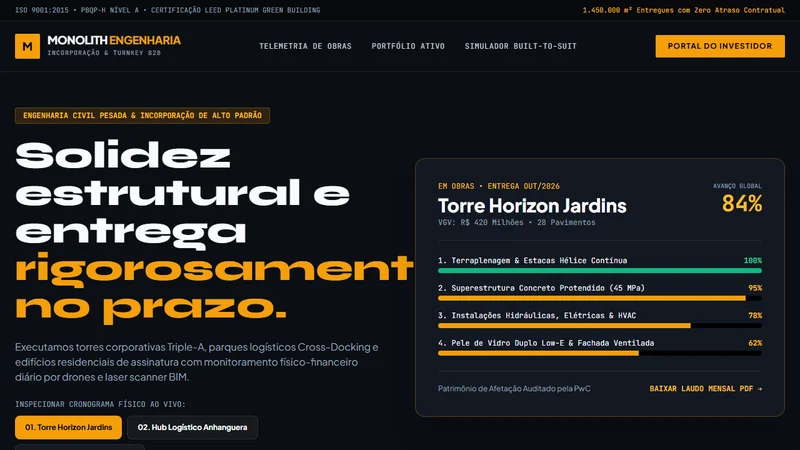 ISO 9001:2015 • PBQP-H NÍVEL A • CERTIFICAÇÃO LEED PLATINUM GREEN BUILDING
1.450.000 m² Entregues com Zero Atraso Contratual
M
MONOLITH ENGENHARIA
INCORPORAÇÃO & TURNKEY B2B
TELEMETRIA DE OBRAS
PORTFÓLIO ATIVO
SIMULADOR BUILT-TO-SUIT
PORTAL DO INVESTIDOR
ENGENHARIA CIVIL PESADA & INCORPORAÇÃO DE ALTO PADRÃO
Solidez
estrutural e
entrega
rigorosament
no prazo.
Executamos torres corporativas Triple-A, parques logísticos Cross-Docking e
edifícios residenciais de assinatura com monitoramento físico-financeiro
diário por drones e laser scanner BIM.
INSPECIONAR CRONOGRAMA FÍSICO AO VIVO:
01. Torre Horizon Jardins
02. Hub Logístico Anhanguera
EM OBRAS • ENTREGA OUT/2026
AVANÇO GLOBAL
Torre Horizon Jardins
84%
VGV: R$ 420 Milhões • 28 Pavimentos
1. Terraplenagem & Estacas Hélice Contínua
100%
2. Superestrutura Concreto Protendido (45 MPa)
95%
3. Instalações Hidráulicas, Elétricas & HVAC
78%
4. Pele de Vidro Duplo Low-E & Fachada Ventilada
62%
Patrimônio de Afetação Auditado pela PwC
BAIXAR LAUDO MENSAL PDF →